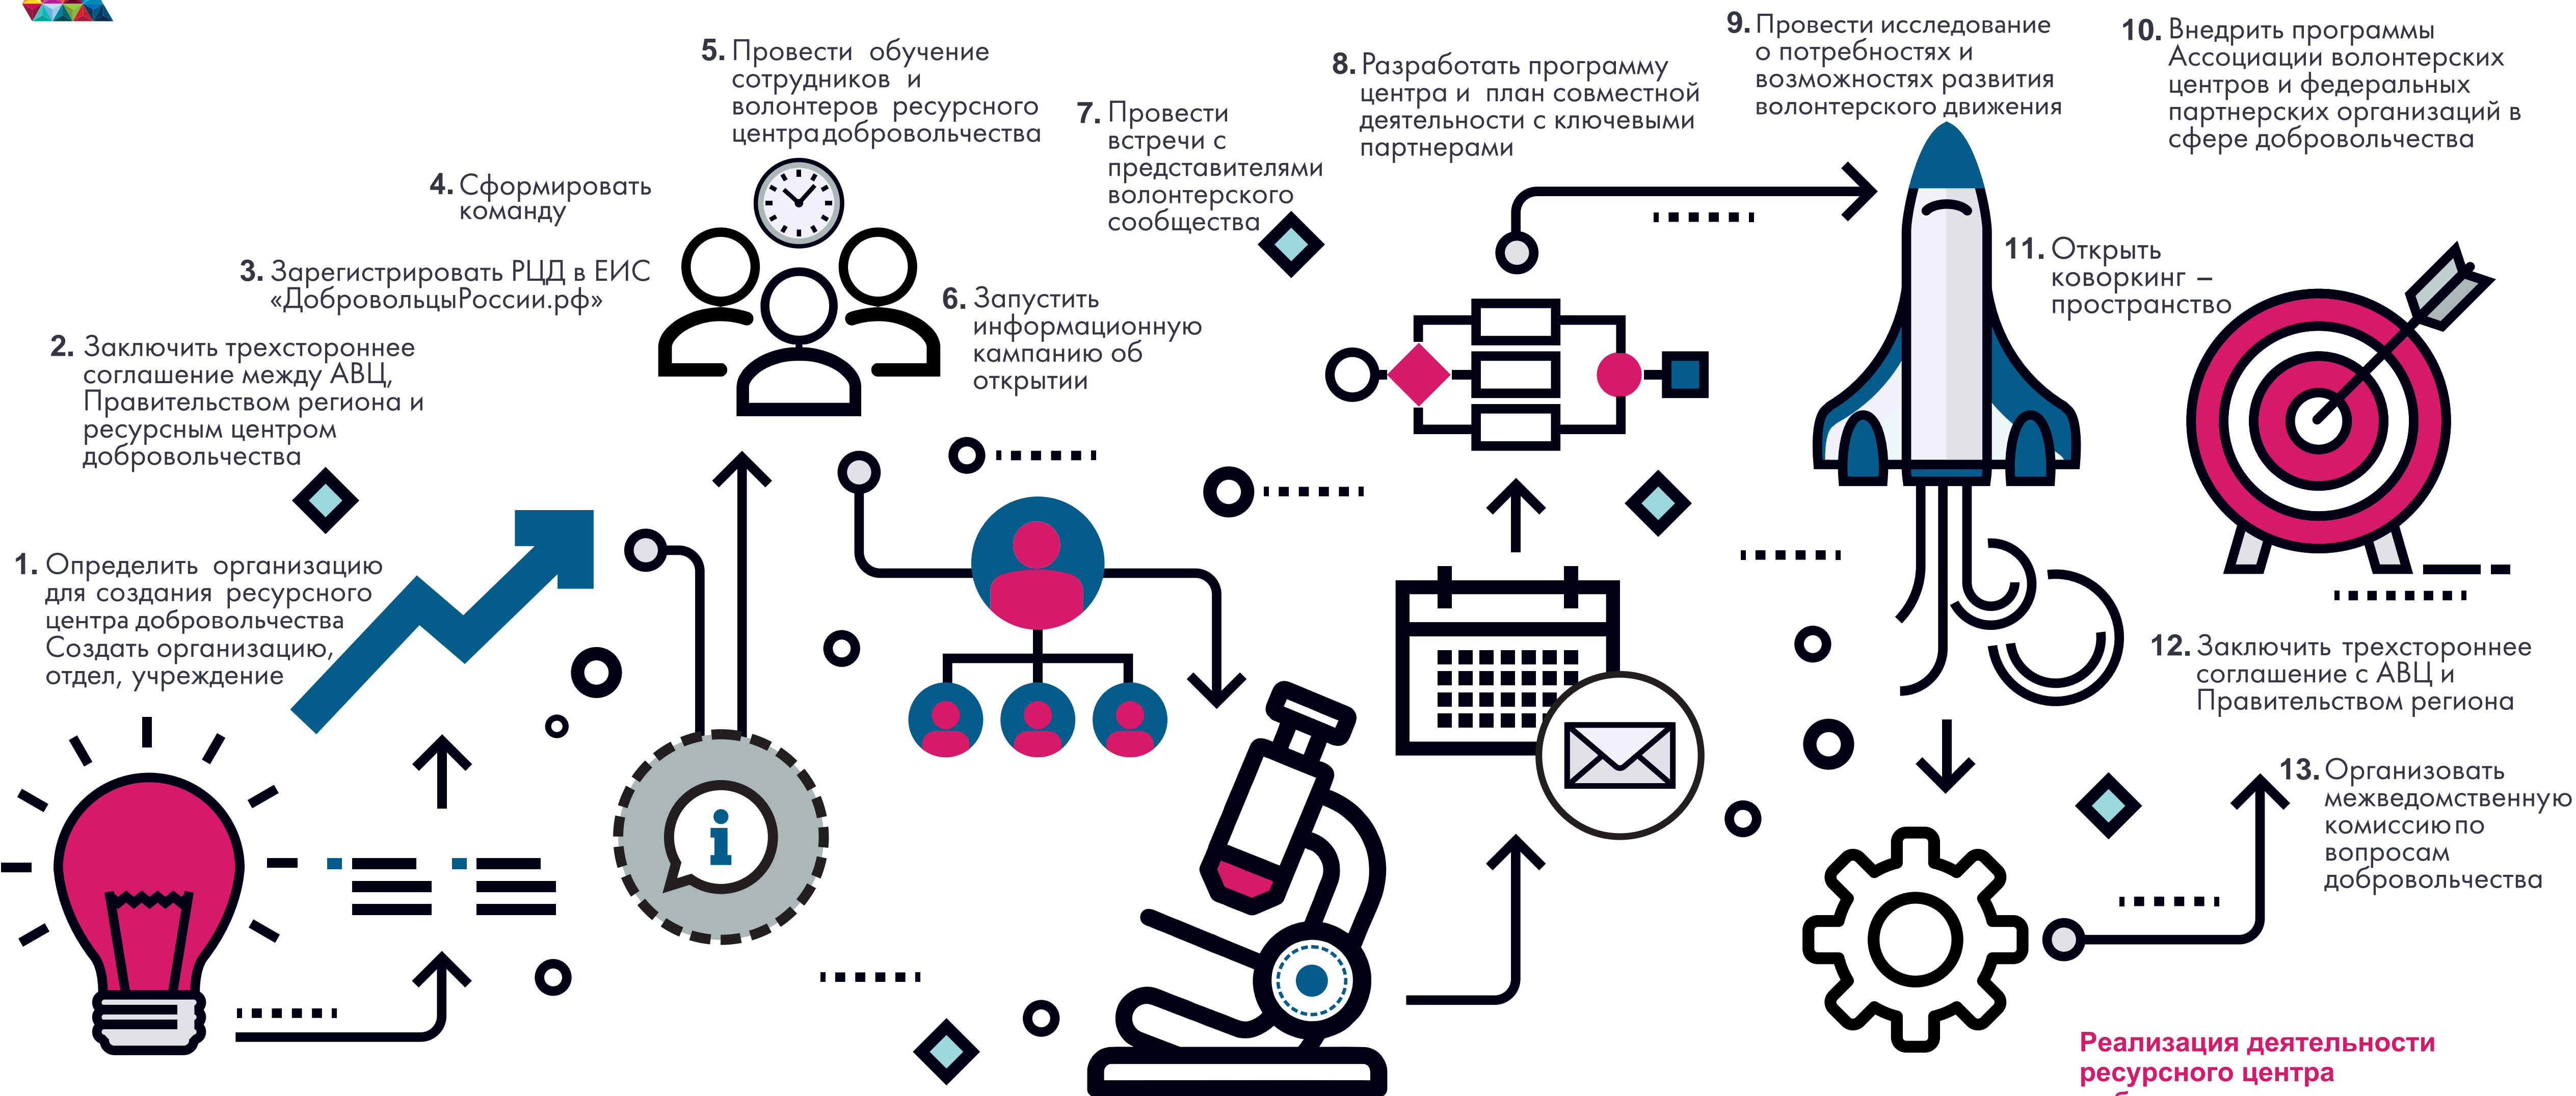 1. Определить организацию
для создания ресурсного
центра добровольчества
Создать организацию,
отдел, учреждение
2. Заключить трехстороннее
соглашение между АВЦ,
Правительством региона и
ресурсным центром
добровольчества
3. Зарегистрировать РЦД в ЕИС
«ДобровольцыРоссии.рф»
4. Сформировать
команду
5. Провести обучение
сотрудников и
волонтеров ресурсного
центра добровольчества
6. Запустить
информационную
кампанию об
открытии
7. Провести
встречи с
представителями
волонтерского
сообщества
8. Разработать программу
центра и план совместной
деятельности с ключевыми
партнерами
9. Провести исследование
о потребностях и
возможностях развития
волонтерского движения
10. Внедрить программы
Ассоциации волонтерских
центров и федеральных
партнерских организаций в
сфере добровольчества
11. Открыть
коворкинг –
пространство
12. Заключить трехстороннее
соглашение с АВЦ и
Правительством региона
13. Организовать
межведомственную
комиссию по
вопросам
добровольчества
i
Реализация деятельности
ресурсного центра